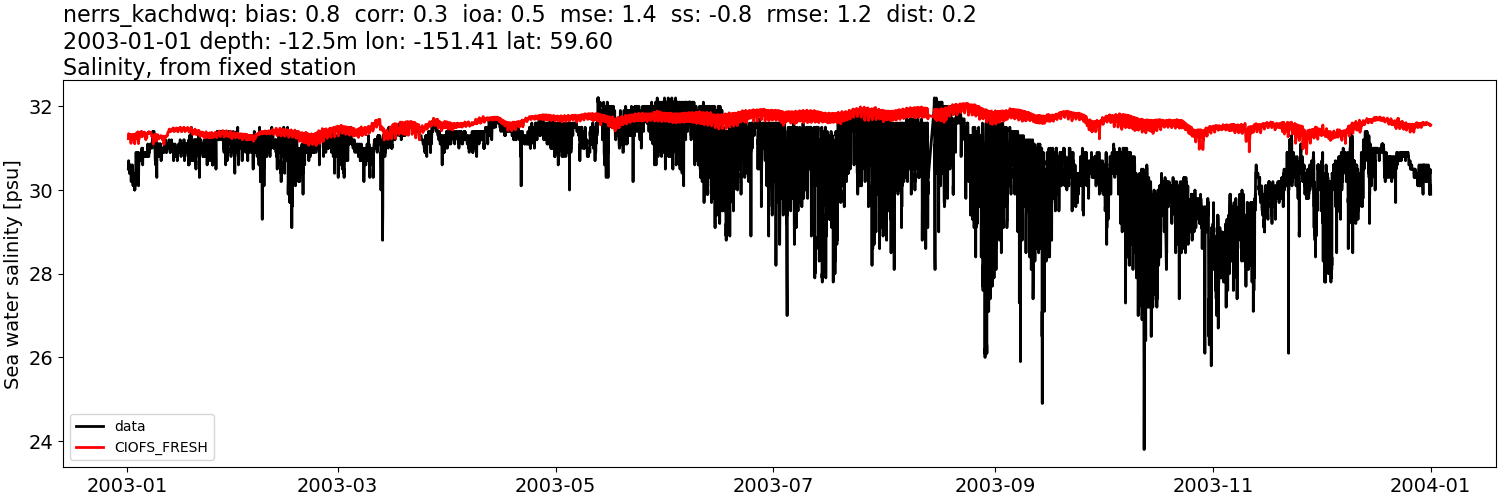 nerrs_kachdwq: bias: 0.8  corr: 0.3  ioa: 0.5  mse: 1.4  ss: -0.8  rmse: 1.2  dist: 0.2
2003-01-01 depth: -12.5m lon: -151.41 lat: 59.60
Salinity, from fixed station
Sea water salinity [psu]
32
30
28
26
24
data
CIOFS_FRESH
2003-01
2003-03
2003-05
2003-07
2003-09
2003-11
2004-01